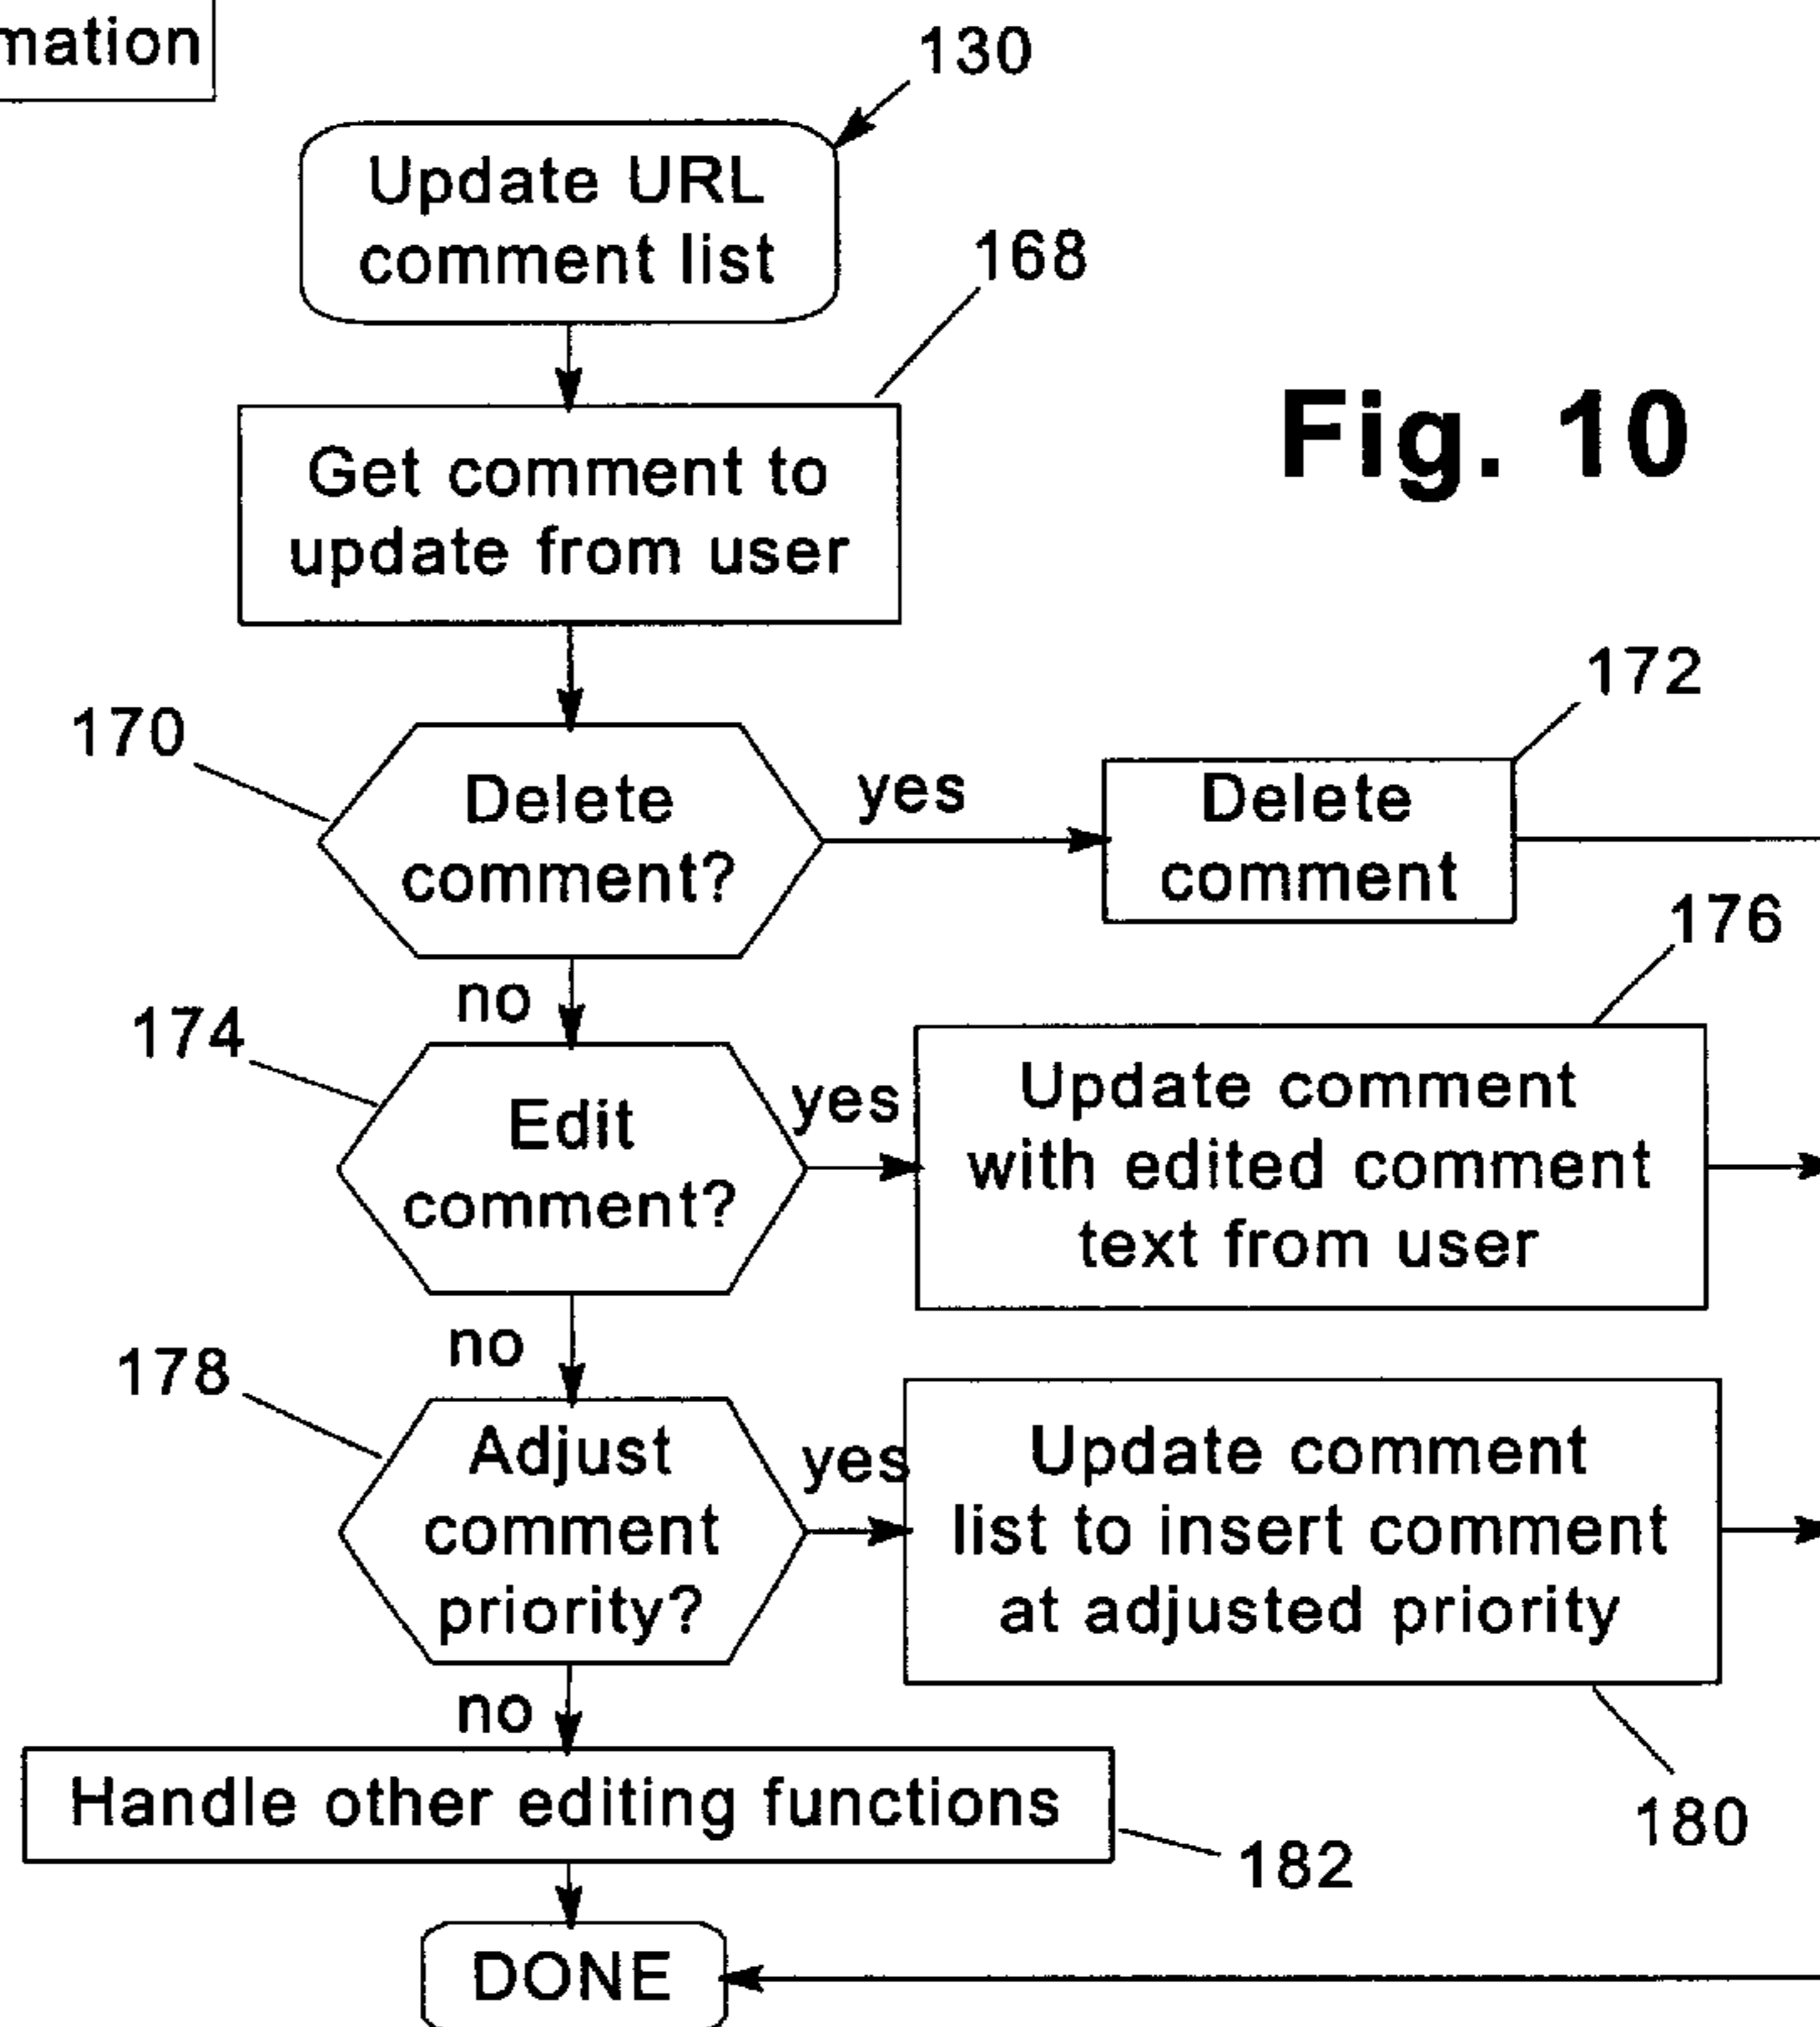 mation
130
Update URL
comment list
168
Fig. 10
Get comment to
update from user
170
Delete
comment?
yes
172
Delete
comment
no
174
Edit
comment?
yes
176
Update comment
with edited comment
text from user
no
178
Adjust
comment
priority?
yes
Update comment
list to insert comment
at adjusted priority
180
no
Handle other editing functions
182
DONE